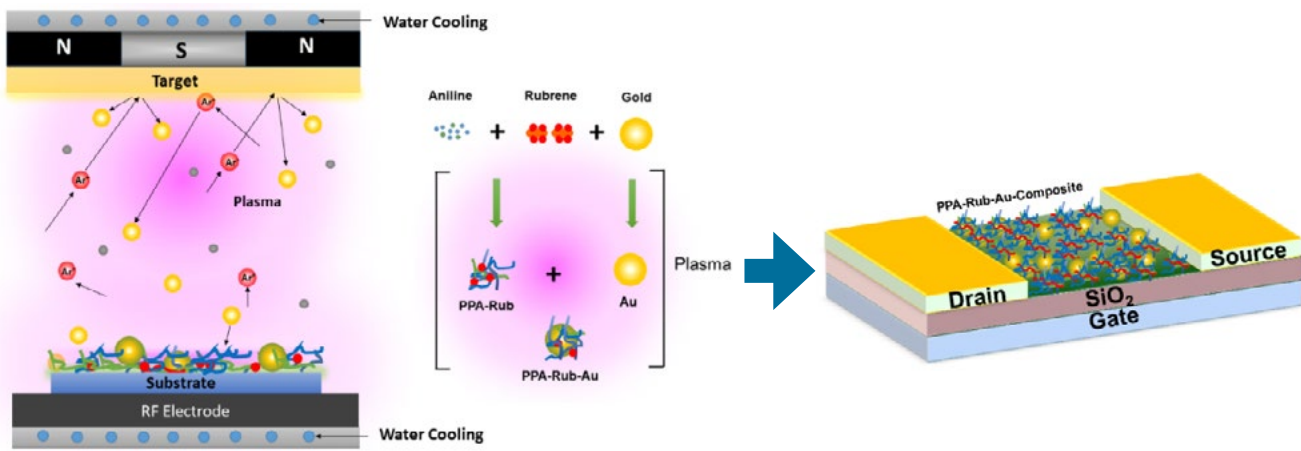 Water Cooling
N S N
Target
Ar⁺
Ar⁺
Ar⁺
Plasma
Ar⁺
Ar⁺
Substrate
RF Electrode
Water Cooling
Aniline Rubrene Gold
+ +
PPA-Rub + Au
Plasma
PPA-Rub-Au
PPA-Rub-Au-Composite
Drain
Source
SiO₂
Gate